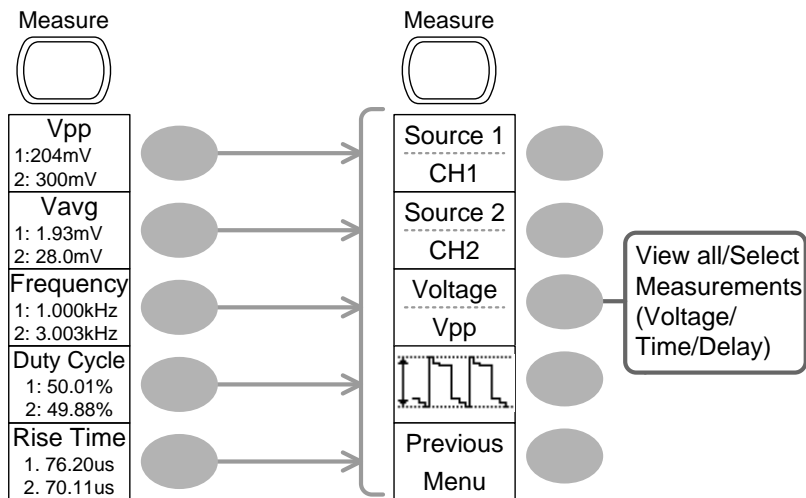 Measure
Vpp
1:204mV
2: 300mV
Vavg
1: 1.93mV
2: 28.0mV
Frequency
1: 1.000kHz
2: 3.003kHz
Duty Cycle
1: 50.01%
2: 49.88%
Rise Time
1. 76.20us
2. 70.11us
Measure
Source 1
CH1
Source 2
CH2
Voltage
Vpp
Previous
Menu
View all/Select
Measurements
(Voltage/
Time/Delay)